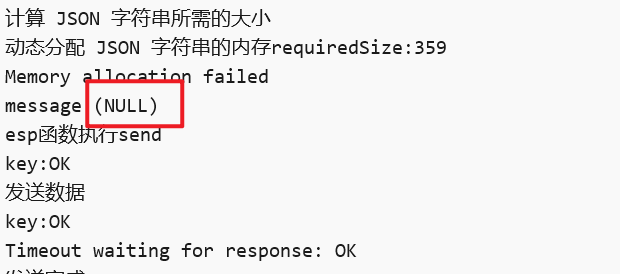 计算 JSON 字符串所需的大小
动态分配 JSON 字符串的内存requiredSize:359
Memory allocation failed
message (NULL)
esp函数执行send
key:OK
发送数据
key:OK
Timeout waiting for response: OK